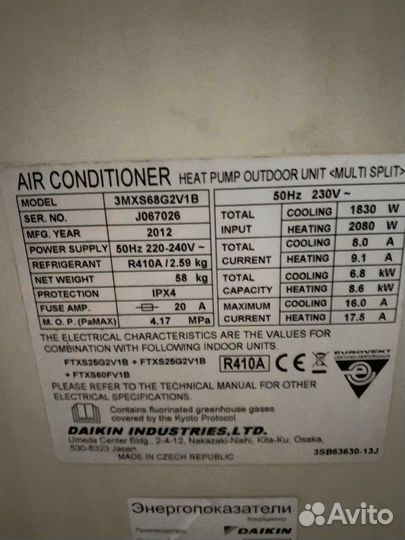 AIR CONDITIONER HEAT PUMP OUTDOOR UNIT <MULTI SPLIT>
MODEL 3MXS68G2V1B
SER. NO. J067026
MFG. YEAR 2012
POWER SUPPLY 50Hz 220-240V~
REFRIGERANT R410A / 2.59 kg
NET WEIGHT 58 kg
PROTECTION IPX4
FUSE AMP. 20 A
M. O. P. (PaMAX) 4.17 MPa
50Hz 230V~
TOTAL INPUT COOLING 1830 W
HEATING 2080 W
TOTAL CURRENT COOLING 8.0 A
HEATING 9.1 A
TOTAL CAPACITY COOLING 6.8 kW
HEATING 8.6 kW
MAXIMUM CURRENT COOLING 16.0 A
HEATING 17.5 A
THE ELECTRICAL CHARACTERISTICS ARE THE VALUES FOR
COMBINATION WITH FOLLOWING INDOOR UNITS.
FTXS25G2V1B + FTXS25G2V1B
+ FTXS60FV1B
R410A CE
EUROVENT
CERTIFIED PERFORMANCE
PLEASE REFER TO THE TECHNICAL MANUAL FOR OTHER
ELECTRICAL SPECIFICATIONS.
Contains fluorinated greenhouse gases
covered by the Kyoto Protocol
DAIKIN INDUSTRIES, LTD.
Umeda Center Bldg., 2-4-12, Nakazaki-Nishi, Kita-Ku, Osaka,
530-8323 Japan
MADE IN CZECH REPUBLIC
3SB63630-13J
Энергопоказатели
Кондиционер
Производитель DAIKIN
Avito